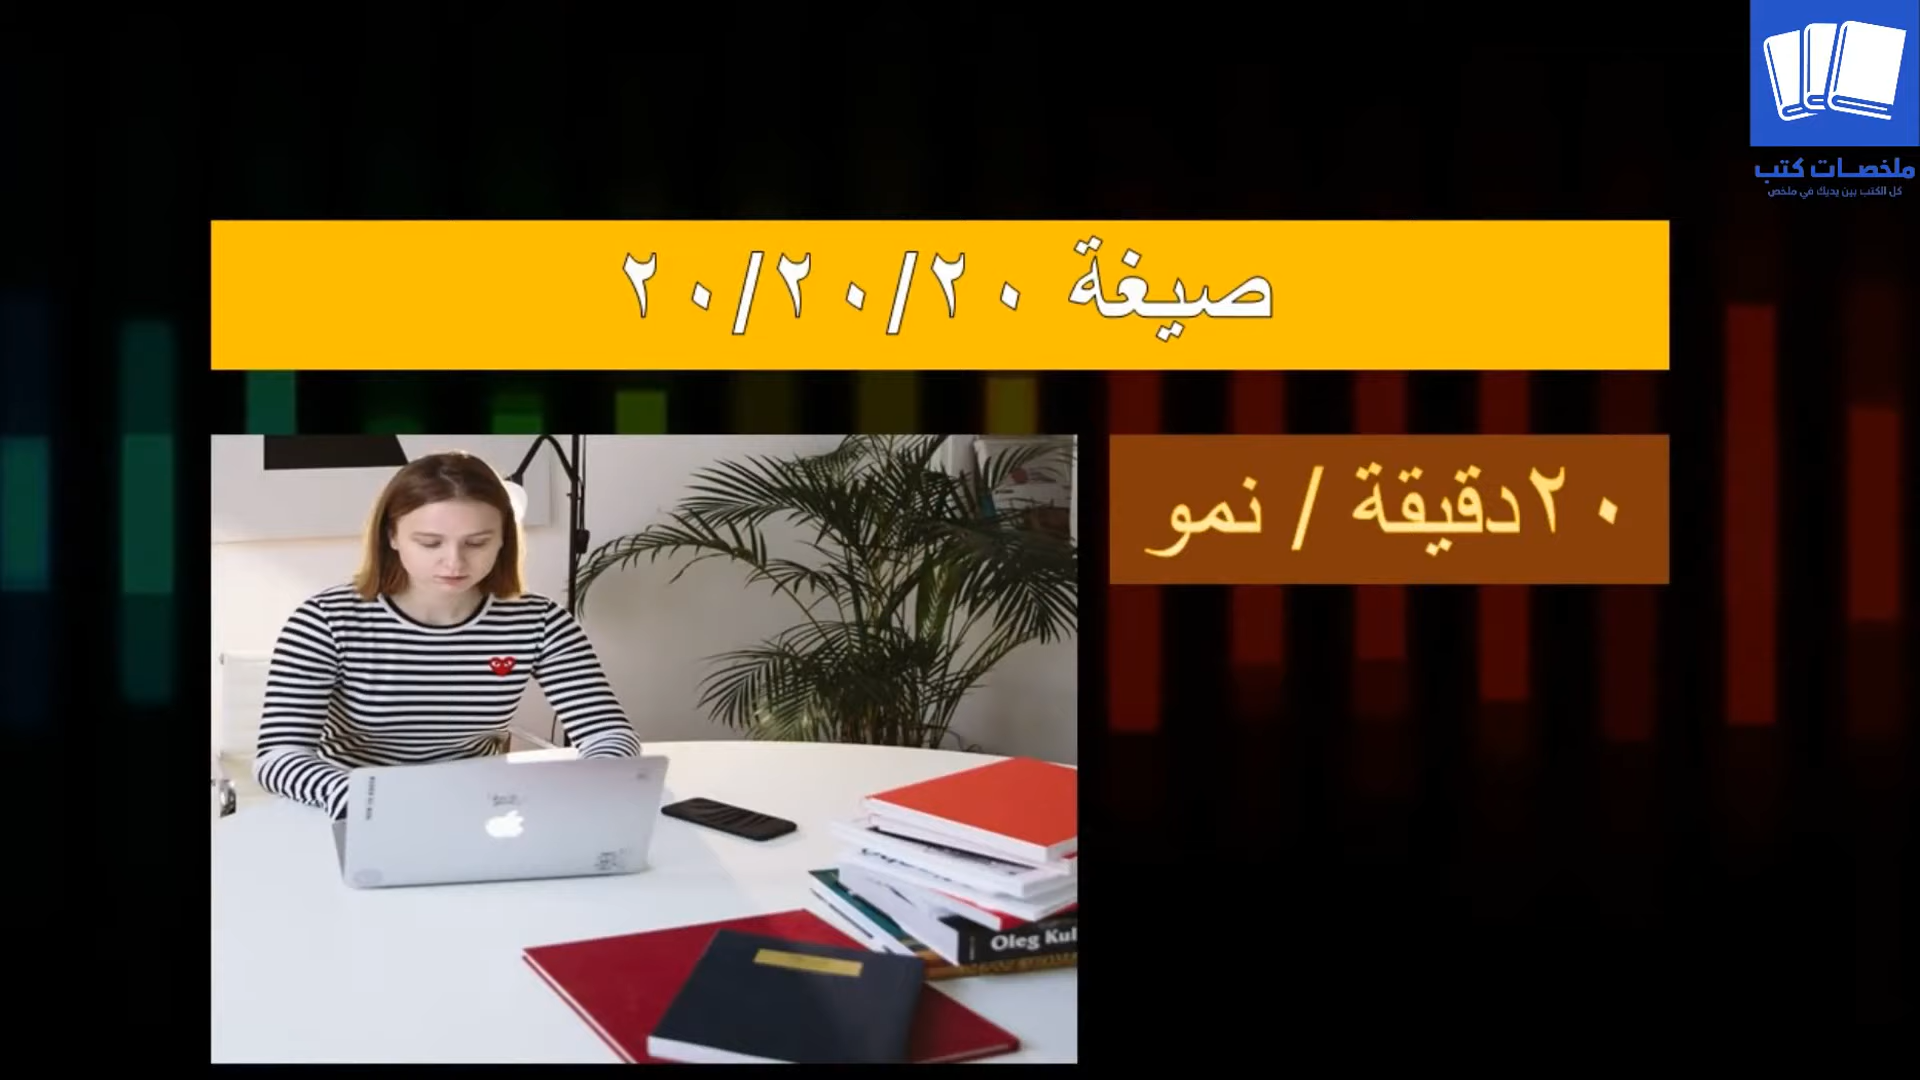 ملخصات كتب
كل الكتب بين يديك في ملخص
صيغة ٢٠/٢٠/٢٠
٢٠دقيقة / نمو
Oleg Kul